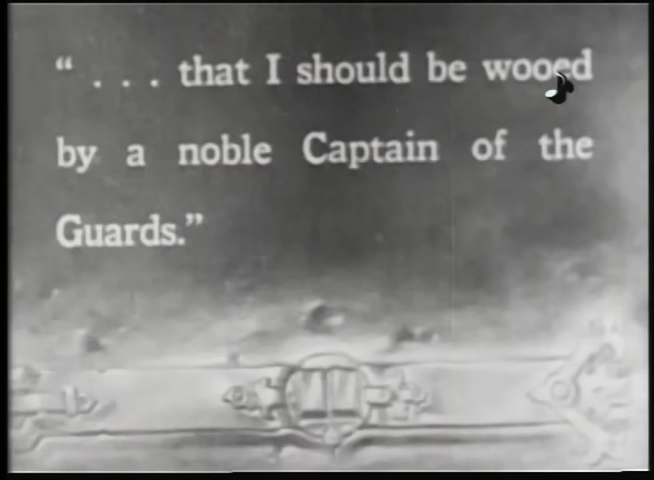 “ . . . that I should be wooed
by a noble Captain of the
Guards.”